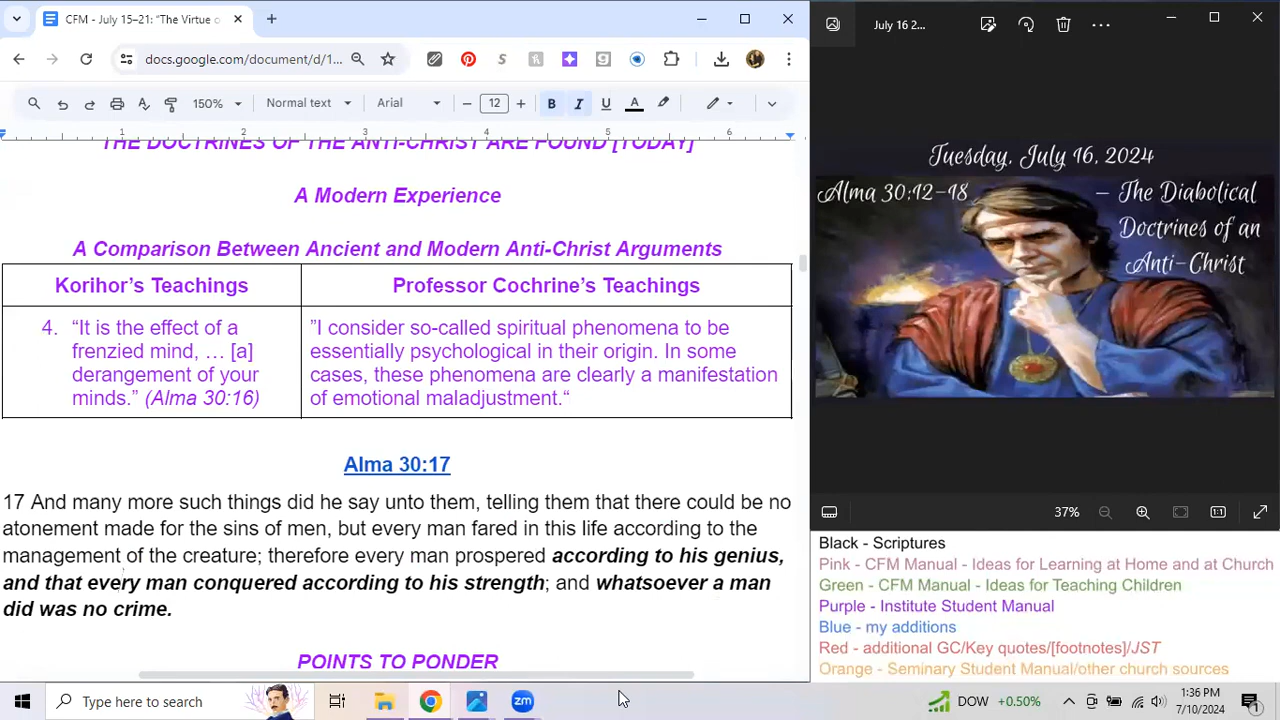 CFM - July 15–21: “The Virtue o
docs.google.com/document/d/1...
150%
Normal text
Arial
12
B
I
U
A
1
2
3
4
5
6
THE DOCTRINES OF THE ANTI-CHRIST ARE FOUND [TODAY]
A Modern Experience
A Comparison Between Ancient and Modern Anti-Christ Arguments
Korihor’s Teachings
Professor Cochrine’s Teachings
4. “It is the effect of a
frenzied mind, … [a]
derangement of your
minds.” (Alma 30:16)
”I consider so-called spiritual phenomena to be
essentially psychological in their origin. In some
cases, these phenomena are clearly a manifestation
of emotional maladjustment.“
Alma 30:17
17 And many more such things did he say unto them, telling them that there could be no
atonement made for the sins of men, but every man fared in this life according to the
management of the creature; therefore every man prospered according to his genius,
and that every man conquered according to his strength; and whatsoever a man
did was no crime.
POINTS TO PONDER
July 16 2...
Tuesday, July 16, 2024
Alma 30:12-18 – The Diabolical
Doctrines of an
Anti-Christ
37%
1:1
Black - Scriptures
Pink - CFM Manual - Ideas for Learning at Home and at Church
Green - CFM Manual - Ideas for Teaching Children
Purple - Institute Student Manual
Blue - my additions
Red - additional GC/Key quotes/[footnotes]/JST
Orange - Seminary Student Manual/other church sources
Type here to search
zm
DOW +0.50%
1:36 PM
7/10/2024
1